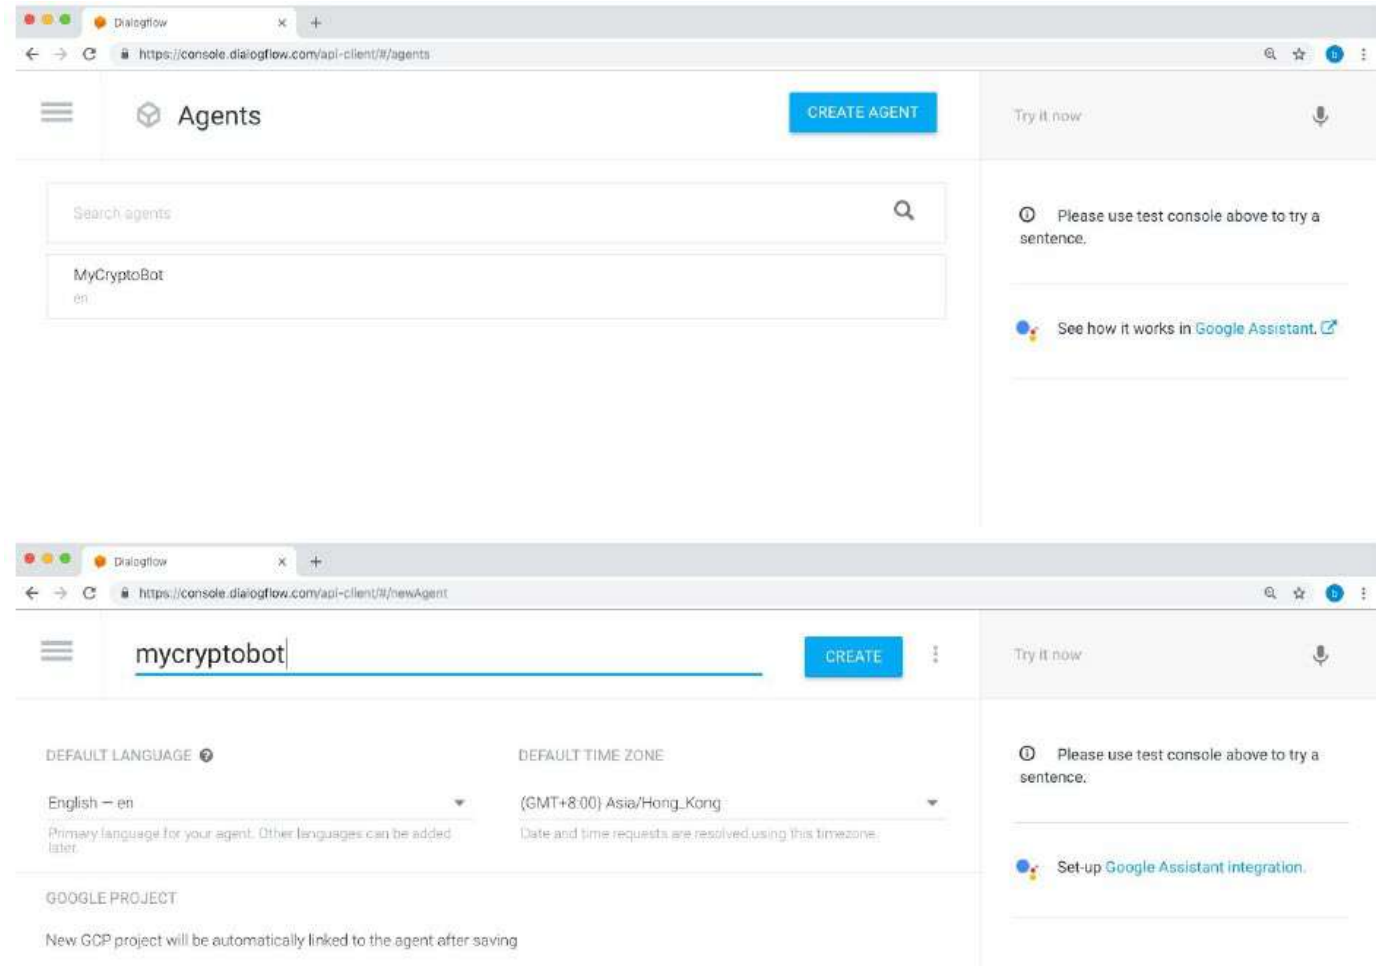 Dialogflow
https://console.dialogflow.com/api-client/#/agents
b
Agents
CREATE AGENT
Try it now
Search agents
MyCryptoBot
en
Please use test console above to try a
sentence.
See how it works in Google Assistant.
Dialogflow
https://console.dialogflow.com/api-client/#/newAgent
b
mycryptobot
CREATE
Try it now
DEFAULT LANGUAGE
DEFAULT TIME ZONE
English — en
(GMT+8:00) Asia/Hong_Kong
Primary language for your agent. Other languages can be added
later.
Date and time requests are resolved using this timezone.
Please use test console above to try a
sentence.
Set-up Google Assistant integration.
GOOGLE PROJECT
New GCP project will be automatically linked to the agent after saving